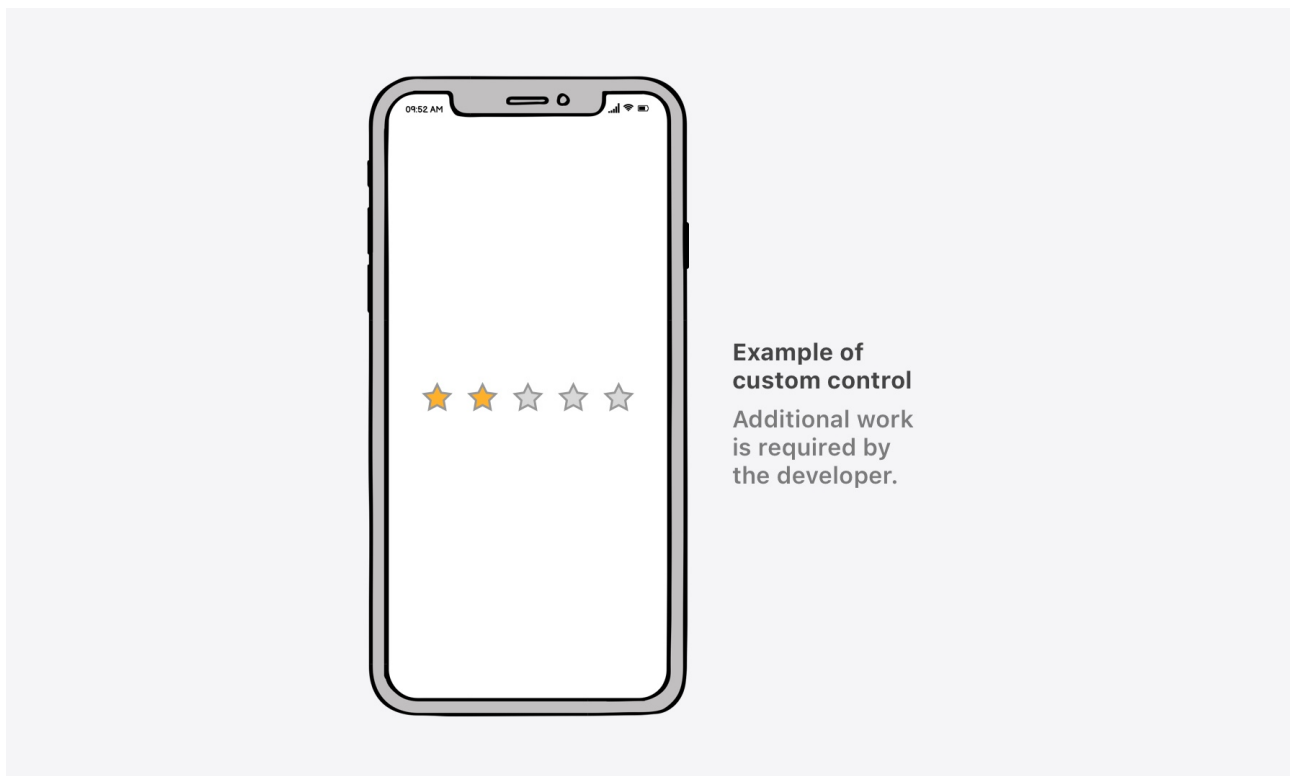 09:52 AM
Example of
custom control
Additional work
is required by
the developer.